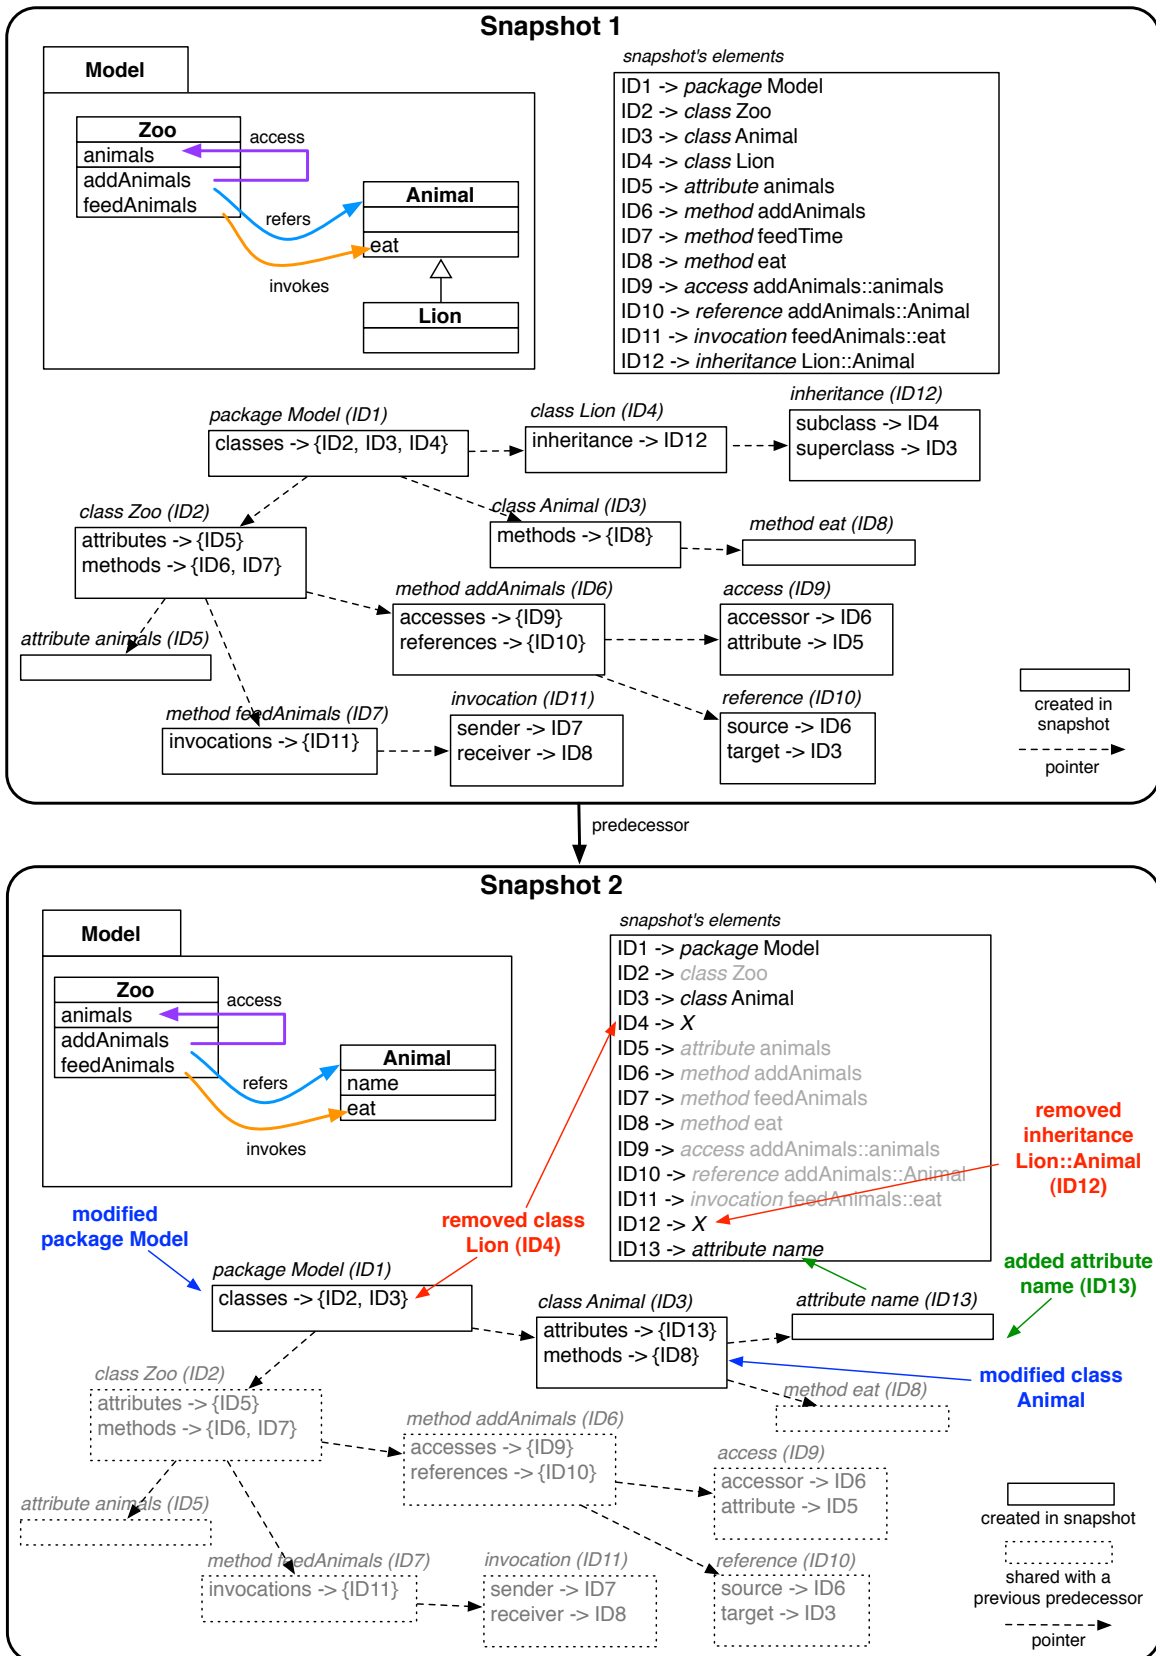 Snapshot 1
Model
Zoo
animals
addAnimals
feedAnimals
access
refers
invokes
Animal
eat
Lion
snapshot's elements
ID1 -> package Model
ID2 -> class Zoo
ID3 -> class Animal
ID4 -> class Lion
ID5 -> attribute animals
ID6 -> method addAnimals
ID7 -> method feedTime
ID8 -> method eat
ID9 -> access addAnimals::animals
ID10 -> reference addAnimals::Animal
ID11 -> invocation feedAnimals::eat
ID12 -> inheritance Lion::Animal
package Model (ID1)
classes -> {ID2, ID3, ID4}
class Lion (ID4)
inheritance -> ID12
inheritance (ID12)
subclass -> ID4
superclass -> ID3
class Zoo (ID2)
attributes -> {ID5}
methods -> {ID6, ID7}
class Animal (ID3)
methods -> {ID8}
method eat (ID8)
method addAnimals (ID6)
accesses -> {ID9}
references -> {ID10}
access (ID9)
accessor -> ID6
attribute -> ID5
attribute animals (ID5)
method feedAnimals (ID7)
invocations -> {ID11}
invocation (ID11)
sender -> ID7
receiver -> ID8
reference (ID10)
source -> ID6
target -> ID3
created in
snapshot
pointer
predecessor
Snapshot 2
Model
Zoo
animals
addAnimals
feedAnimals
access
refers
invokes
Animal
name
eat
snapshot's elements
ID1 -> package Model
ID2 -> class Zoo
ID3 -> class Animal
ID4 -> X
ID5 -> attribute animals
ID6 -> method addAnimals
ID7 -> method feedAnimals
ID8 -> method eat
ID9 -> access addAnimals::animals
ID10 -> reference addAnimals::Animal
ID11 -> invocation feedAnimals::eat
ID12 -> X
ID13 -> attribute name
removed
inheritance
Lion::Animal
(ID12)
modified
package Model
removed class
Lion (ID4)
added attribute
name (ID13)
package Model (ID1)
classes -> {ID2, ID3}
class Animal (ID3)
attributes -> {ID13}
methods -> {ID8}
attribute name (ID13)
modified class
Animal
class Zoo (ID2)
attributes -> {ID5}
methods -> {ID6, ID7}
method eat (ID8)
method addAnimals (ID6)
accesses -> {ID9}
references -> {ID10}
access (ID9)
accessor -> ID6
attribute -> ID5
attribute animals (ID5)
method feedAnimals (ID7)
invocations -> {ID11}
invocation (ID11)
sender -> ID7
receiver -> ID8
reference (ID10)
source -> ID6
target -> ID3
created in snapshot
shared with a
previous predecessor
pointer